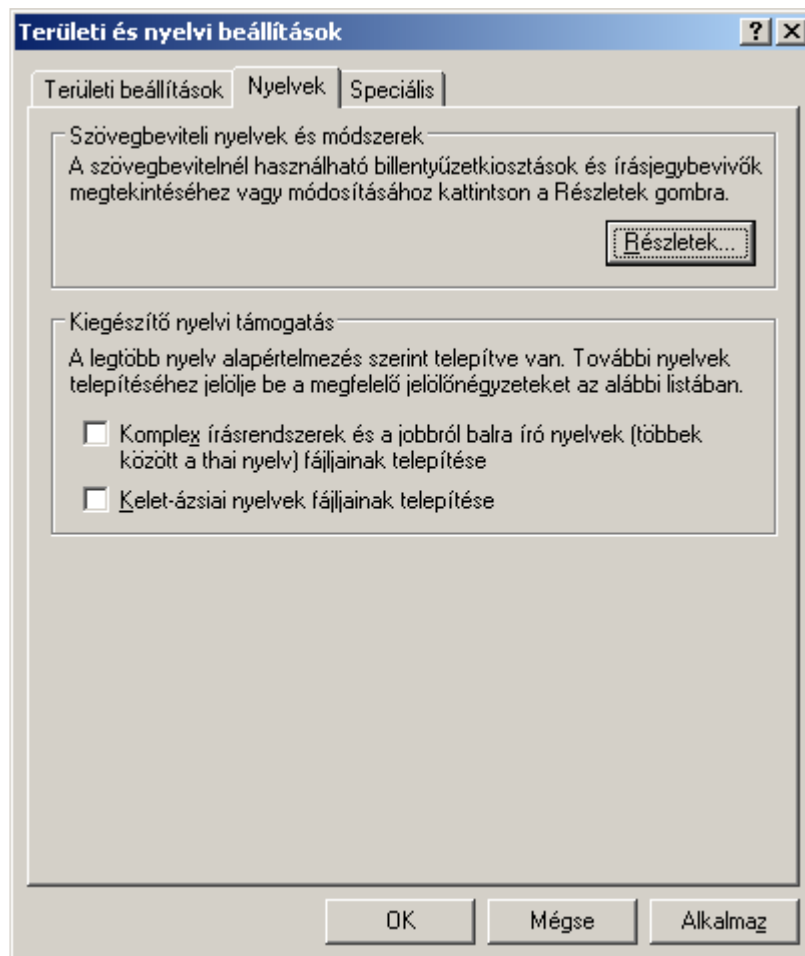 Területi és nyelvi beállítások
Területi beállítások Nyelvek Speciális
Szövegbeviteli nyelvek és módszerek
A szövegbevitelnél használható billentyűzetkiosztások és írásjegybevivők
megtekintéséhez vagy módosításához kattintson a Részletek gombra.
Részletek...
Kiegészítő nyelvi támogatás
A legtöbb nyelv alapértelmezés szerint telepítve van. További nyelvek
telepítéséhez jelölje be a megfelelő jelölőnégyzeteket az alábbi listában.
Komplex írásrendszerek és a jobbról balra író nyelvek (többek
között a thai nyelv) fájljainak telepítése
Kelet-ázsiai nyelvek fájljainak telepítése
OK Mégse Alkalmaz